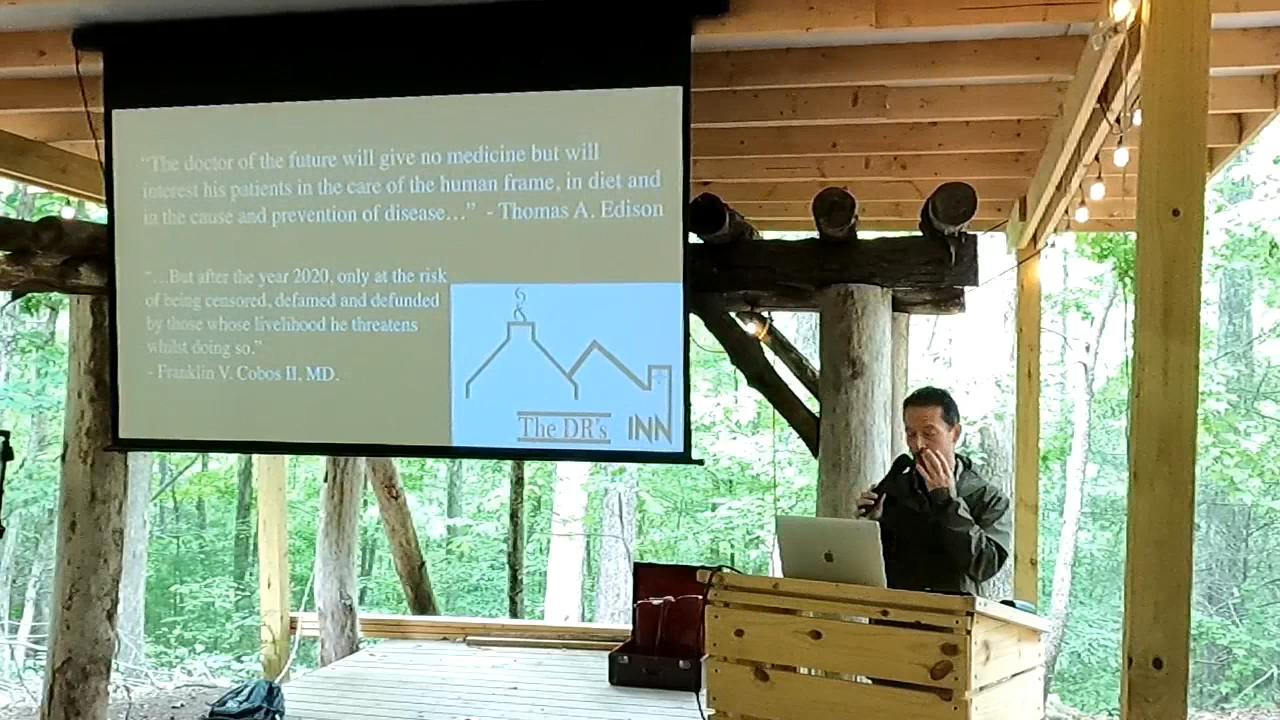 “The doctor of the future will give no medicine but will
interest his patients in the care of the human frame, in diet and
in the cause and prevention of disease…” - Thomas A. Edison
“…But after the year 2020, only at the risk
of being censored, defamed and defunded
by those whose livelihood he threatens
whilst doing so.”
- Franklin V. Cobos II, MD.
The DR's INN